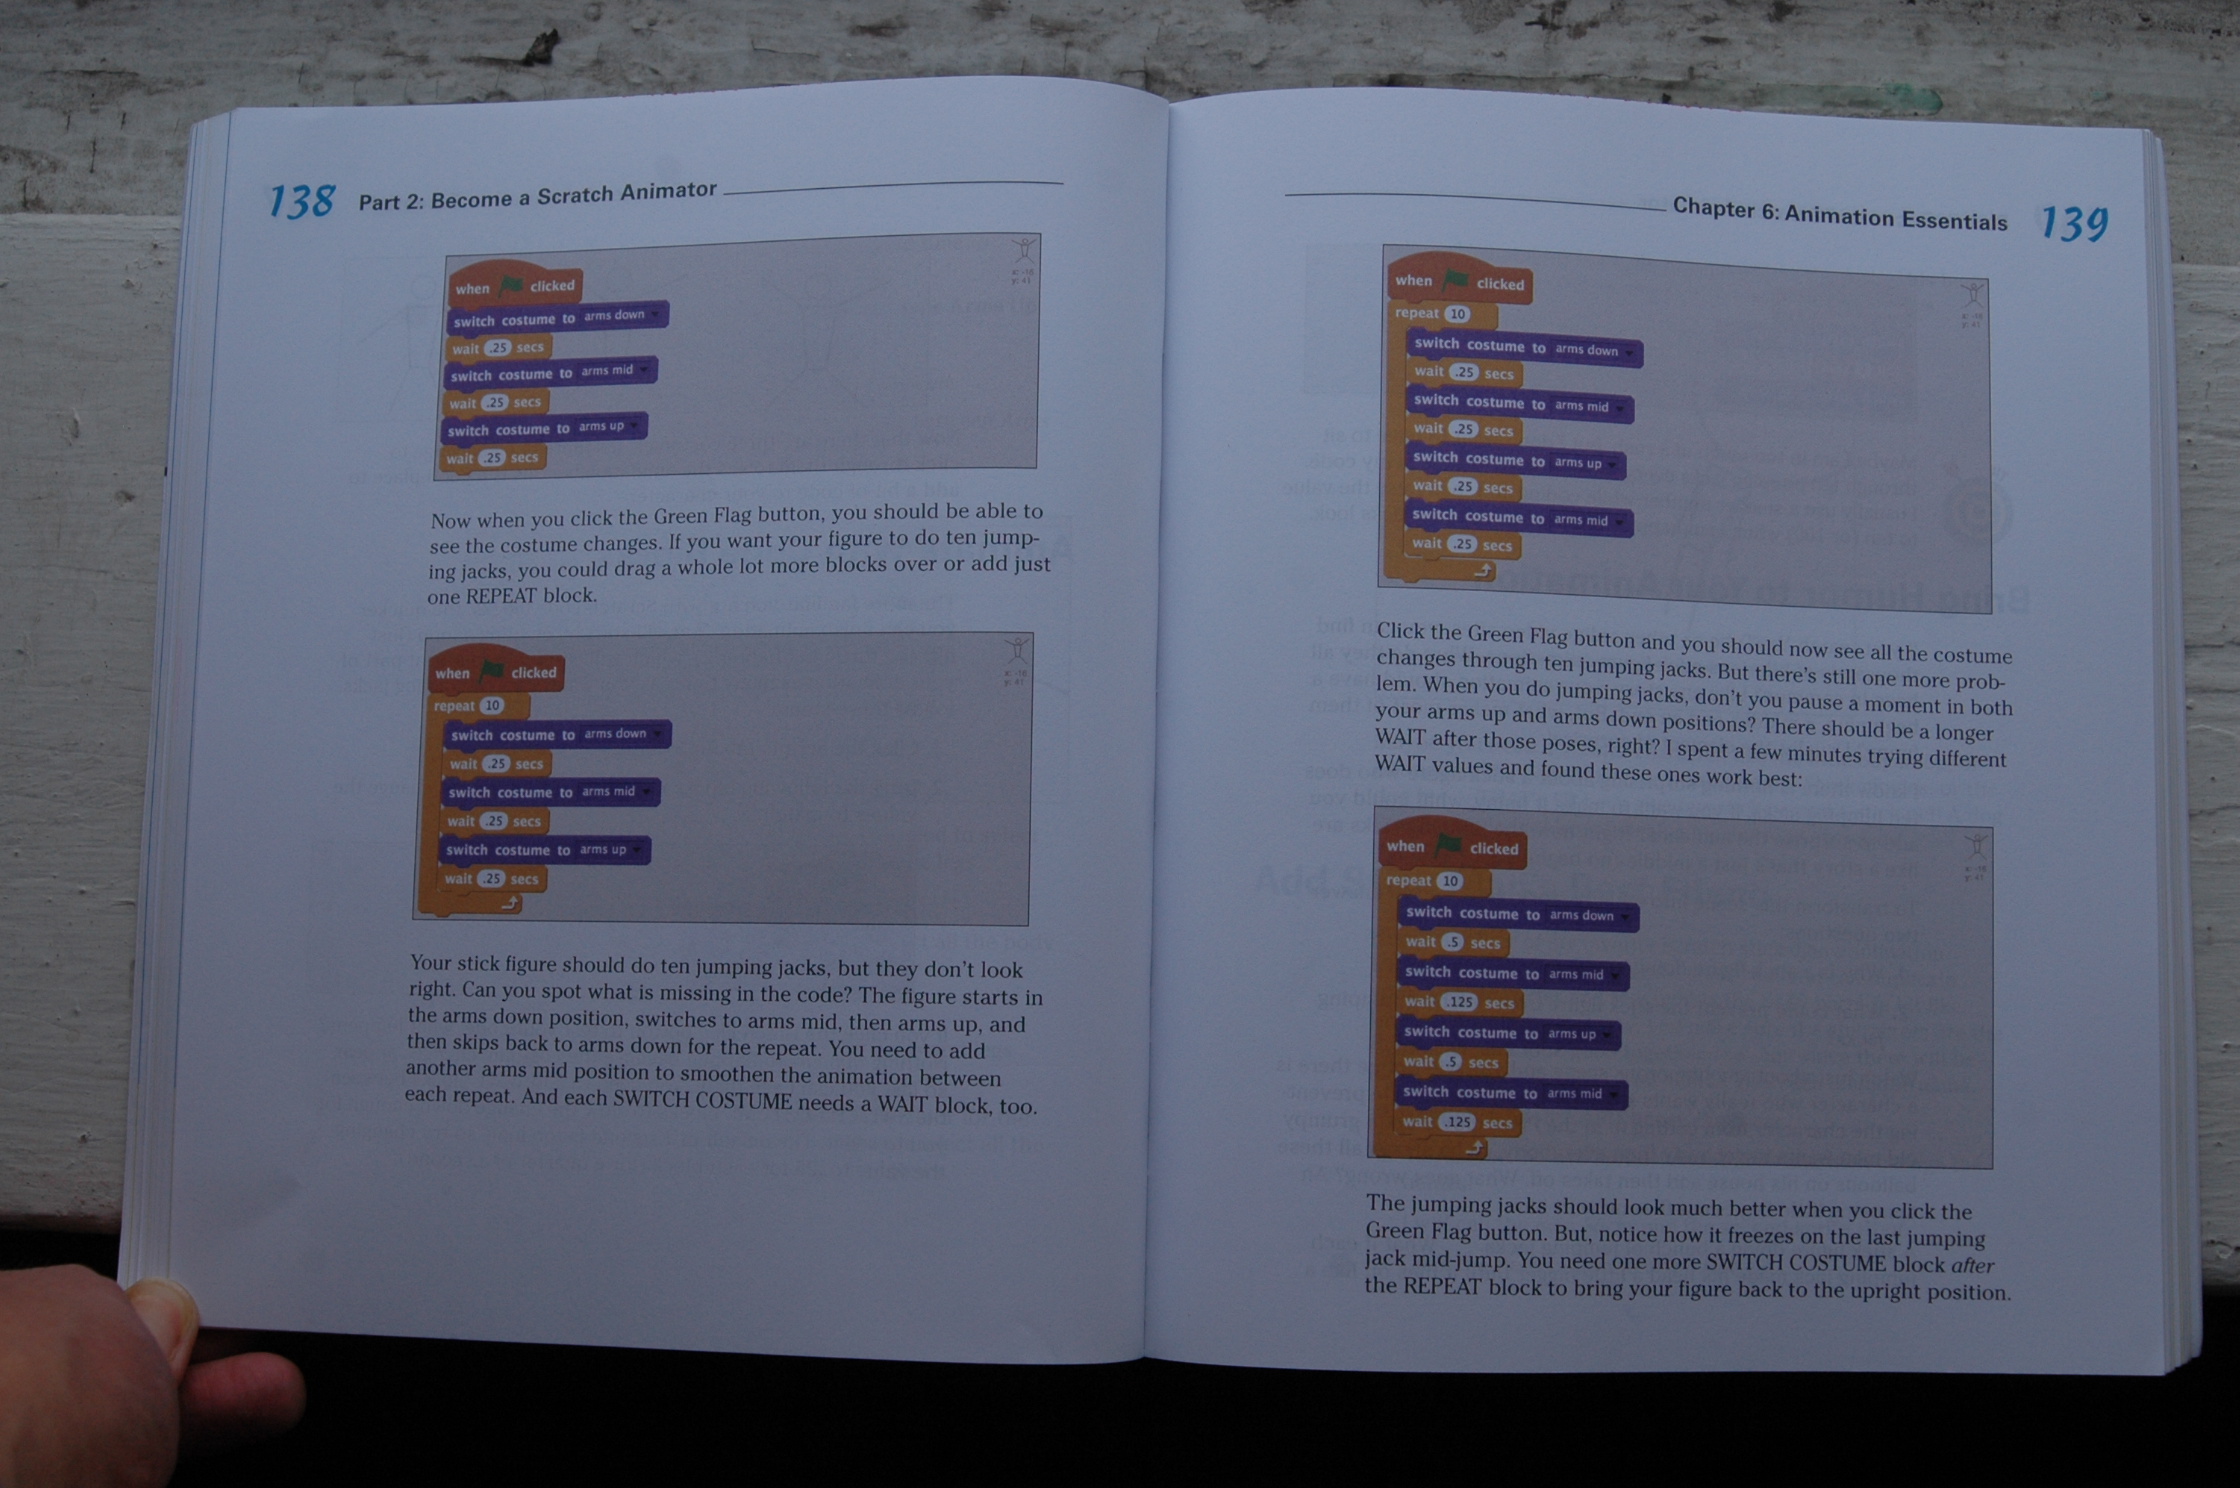 138 Part 2: Become a Scratch Animator
when clicked
switch costume to arms down
wait .25 secs
switch costume to arms mid
wait .25 secs
switch costume to arms up
wait .25 secs
x: -16
y: 41
Now when you click the Green Flag button, you should be able to
see the costume changes. If you want your figure to do ten jump-
ing jacks, you could drag a whole lot more blocks over or add just
one REPEAT block.
when clicked
repeat 10
switch costume to arms down
wait .25 secs
switch costume to arms mid
wait .25 secs
switch costume to arms up
wait .25 secs
x: -16
y: 41
Your stick figure should do ten jumping jacks, but they don't look
right. Can you spot what is missing in the code? The figure starts in
the arms down position, switches to arms mid, then arms up, and
then skips back to arms down for the repeat. You need to add
another arms mid position to smoothen the animation between
each repeat. And each SWITCH COSTUME needs a WAIT block, too.
Chapter 6: Animation Essentials 139
when clicked
repeat 10
switch costume to arms down
wait .25 secs
switch costume to arms mid
wait .25 secs
switch costume to arms up
wait .25 secs
switch costume to arms mid
wait .25 secs
x: -16
y: 41
Click the Green Flag button and you should now see all the costume
changes through ten jumping jacks. But there's still one more prob-
lem. When you do jumping jacks, don't you pause a moment in both
your arms up and arms down positions? There should be a longer
WAIT after those poses, right? I spent a few minutes trying different
WAIT values and found these ones work best:
when clicked
repeat 10
switch costume to arms down
wait .5 secs
switch costume to arms mid
wait .125 secs
switch costume to arms up
wait .5 secs
switch costume to arms mid
wait .125 secs
x: -16
y: 41
The jumping jacks should look much better when you click the
Green Flag button. But, notice how it freezes on the last jumping
jack mid-jump. You need one more SWITCH COSTUME block after
the REPEAT block to bring your figure back to the upright position.